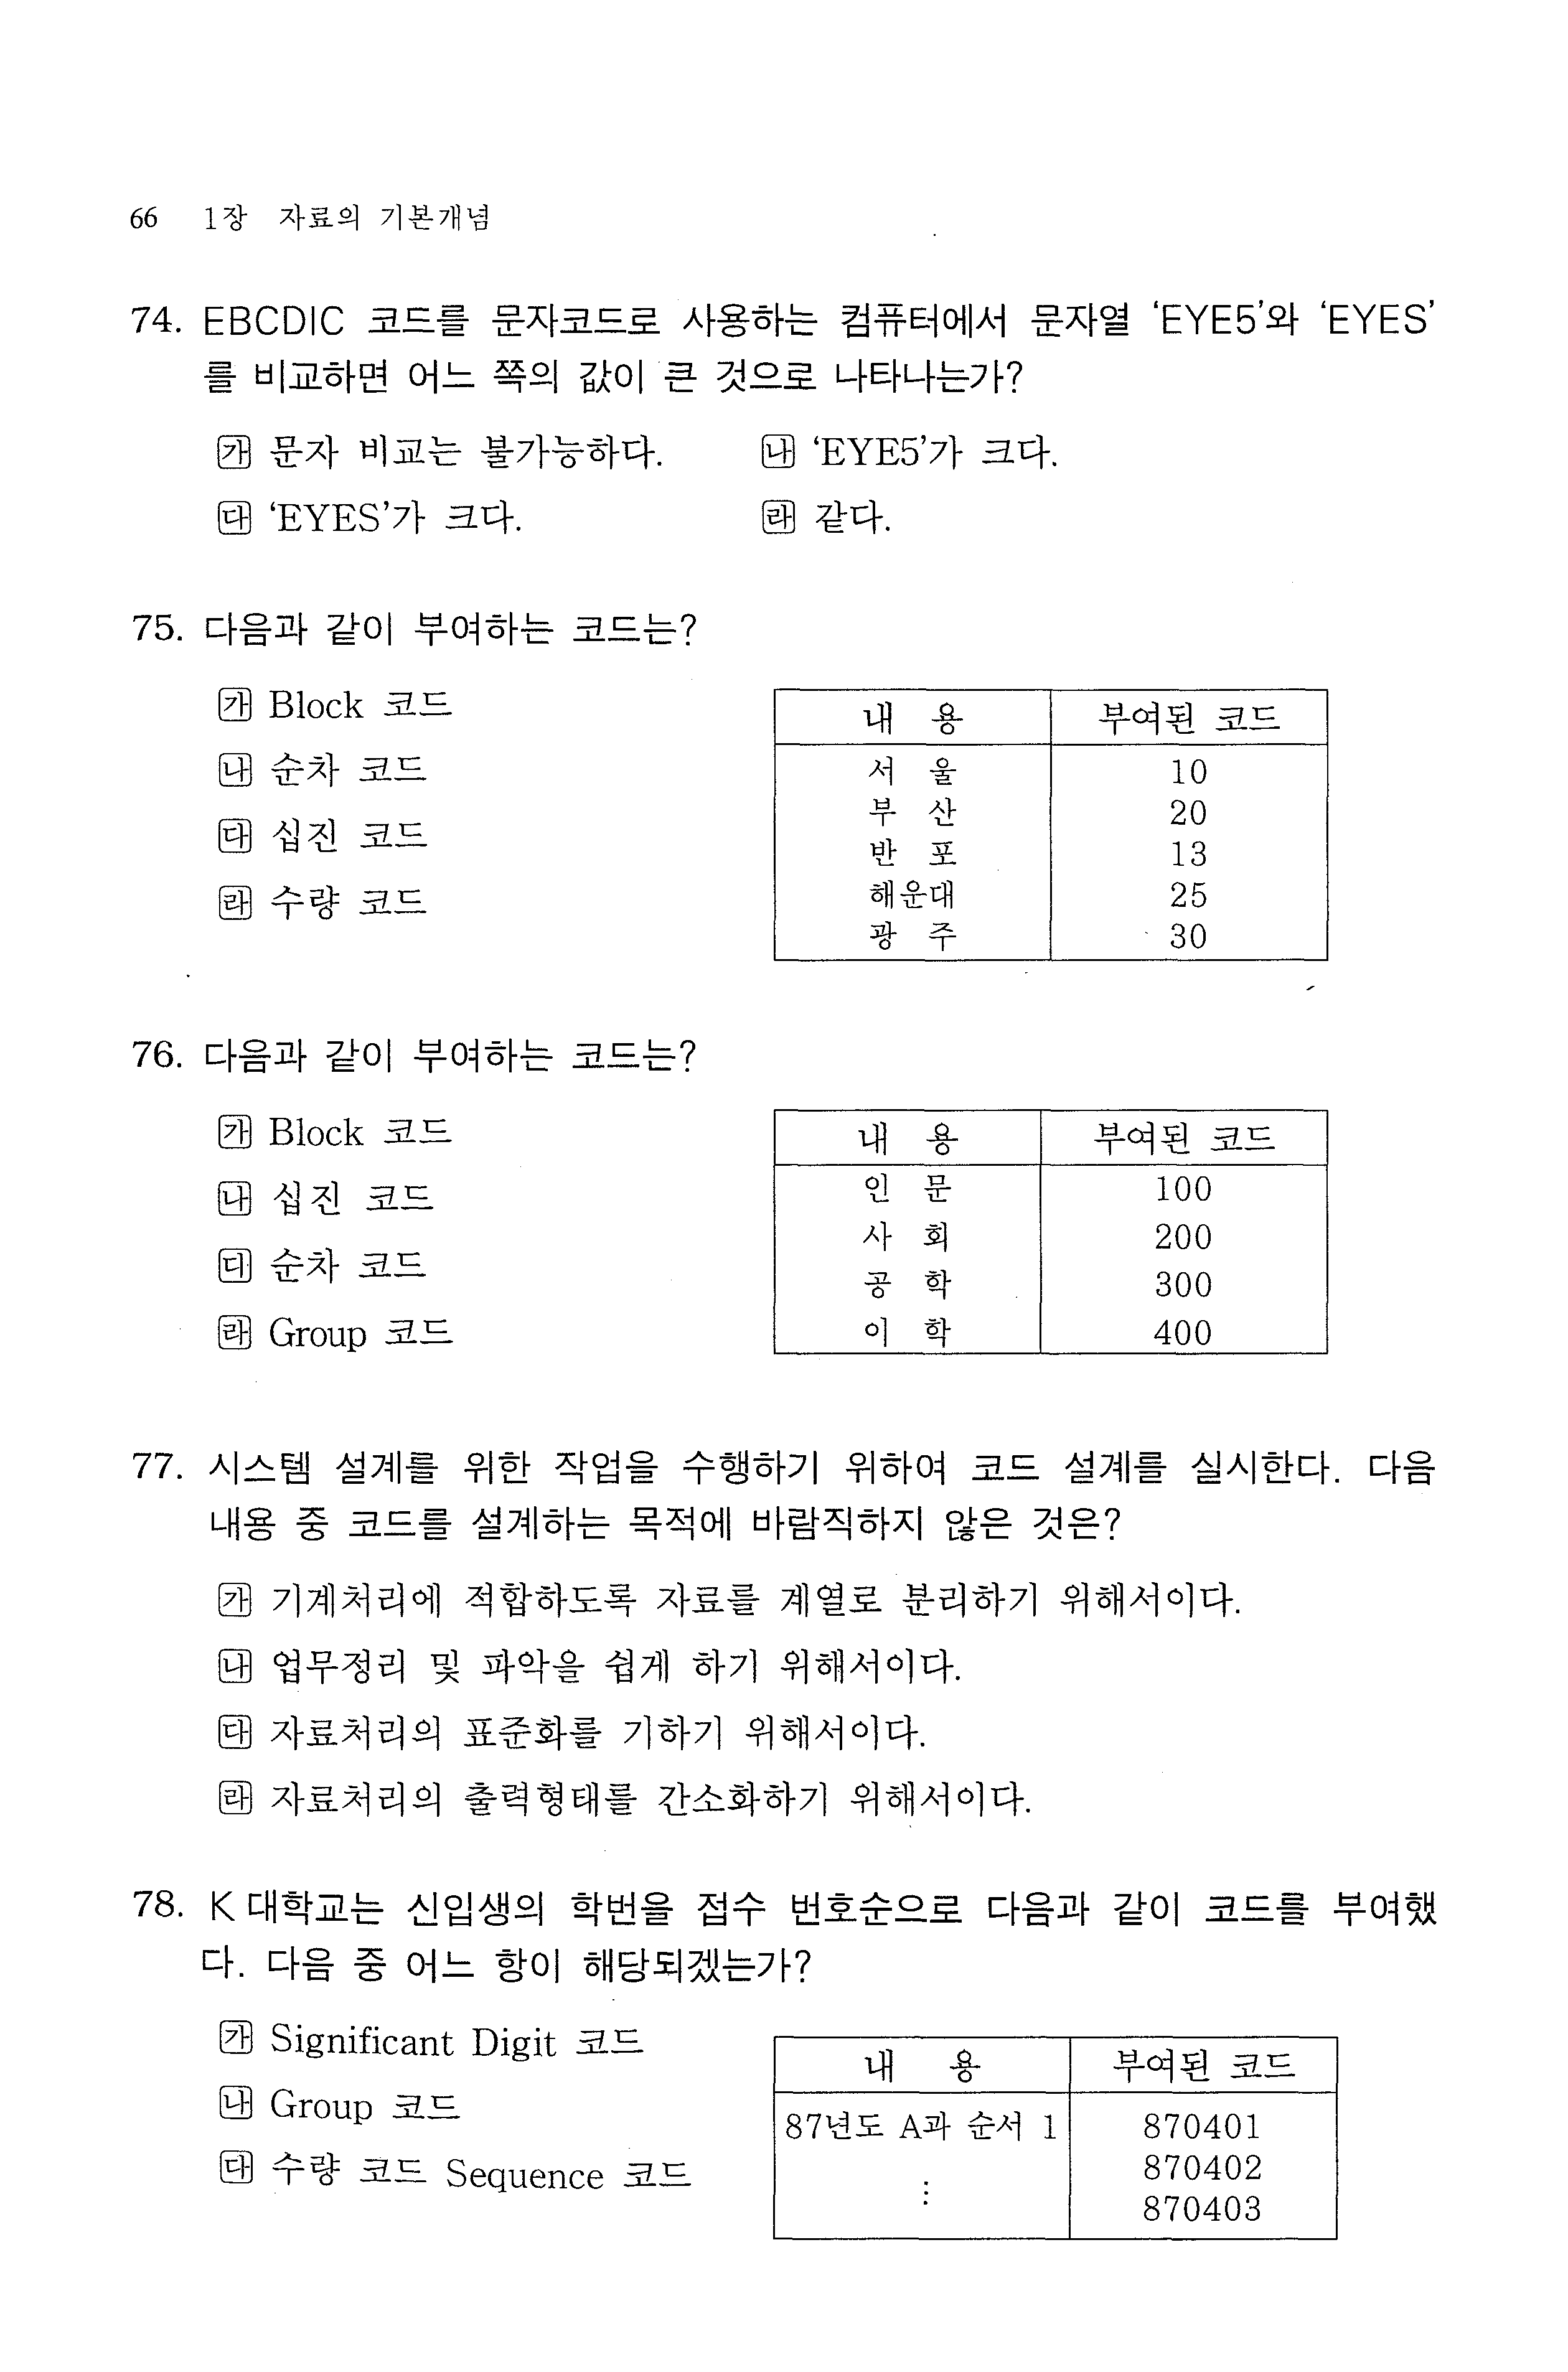 66 1장 자료의 기본개념
74. EBCDIC 코드를 문자코드로 사용하는 컴퓨터에서 문자열 ‘EYE5’와 ‘EYES’
를 비교하면 어느 쪽의 값이 큰 것으로 나타나는가?
㉮ 문자 비교는 불가능하다. ㉯ ‘EYE5’가 크다.
㉰ ‘EYES’가 크다. ㉱ 같다.
75. 다음과 같이 부여하는 코드는?
㉮ Block 코드
㉯ 순차 코드
㉰ 십진 코드
㉱ 수량 코드
내 용 부여된 코드
서 울 10
부 산 20
반 포 13
해운대 25
광 주 30
76. 다음과 같이 부여하는 코드는?
㉮ Block 코드
㉯ 십진 코드
㉰ 순차 코드
㉱ Group 코드
내 용 부여된 코드
인 문 100
사 회 200
공 학 300
이 학 400
77. 시스템 설계를 위한 작업을 수행하기 위하여 코드 설계를 실시한다. 다음
내용 중 코드를 설계하는 목적에 바람직하지 않은 것은?
㉮ 기계처리에 적합하도록 자료를 계열로 분리하기 위해서이다.
㉯ 업무정리 및 파악을 쉽게 하기 위해서이다.
㉰ 자료처리의 표준화를 기하기 위해서이다.
㉱ 자료처리의 출력형태를 간소화하기 위해서이다.
78. K 대학교는 신입생의 학번을 접수 번호순으로 다음과 같이 코드를 부여했
다. 다음 중 어느 항이 해당되겠는가?
㉮ Significant Digit 코드
㉯ Group 코드
㉰ 수량 코드 Sequence 코드
내 용 부여된 코드
87년도 A과 순서 1 870401
870402
⋮ 870403